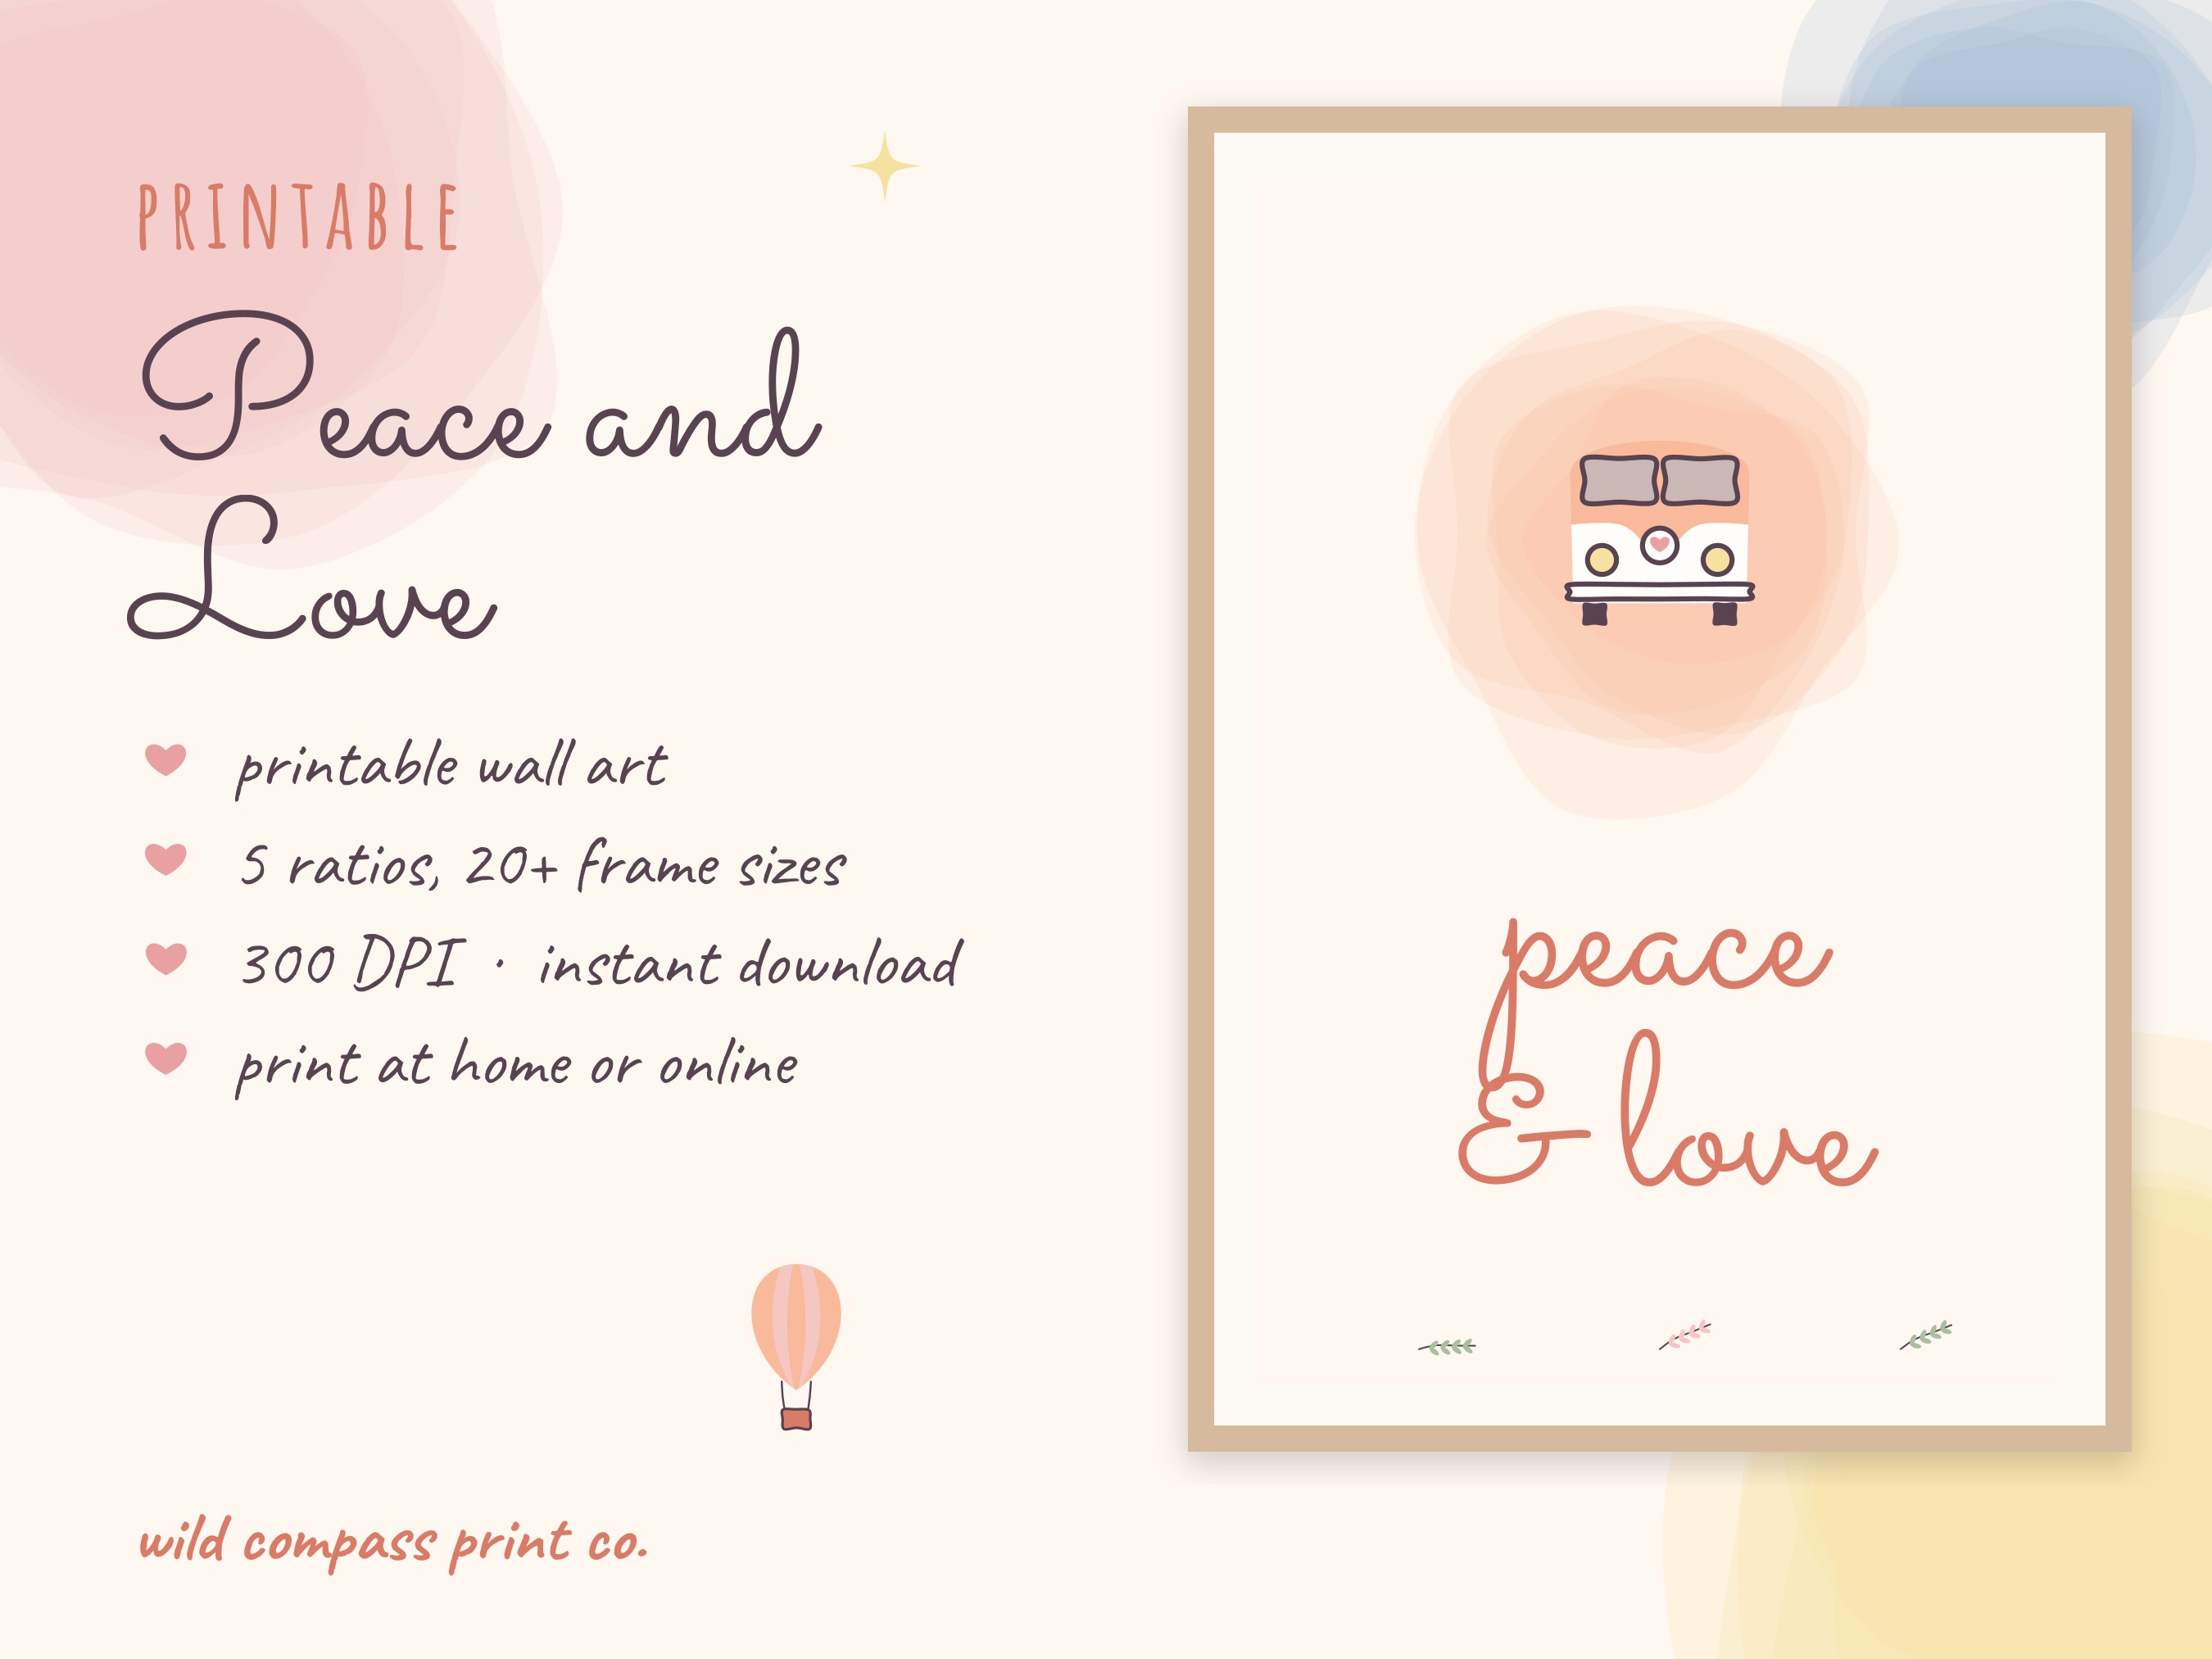 PRINTABLE
Peace and
Love
printable wall art
5 ratios, 20+ frame sizes
300 DPI · instant download
print at home or online
wild compass print co.
peace
& love